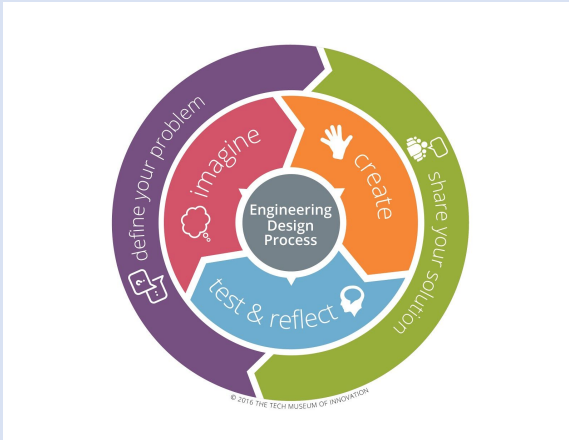 define your problem
share your solution
imagine
create
test & reflect
Engineering
Design
Process
?
...
© 2016 THE TECH MUSEUM OF INNOVATION